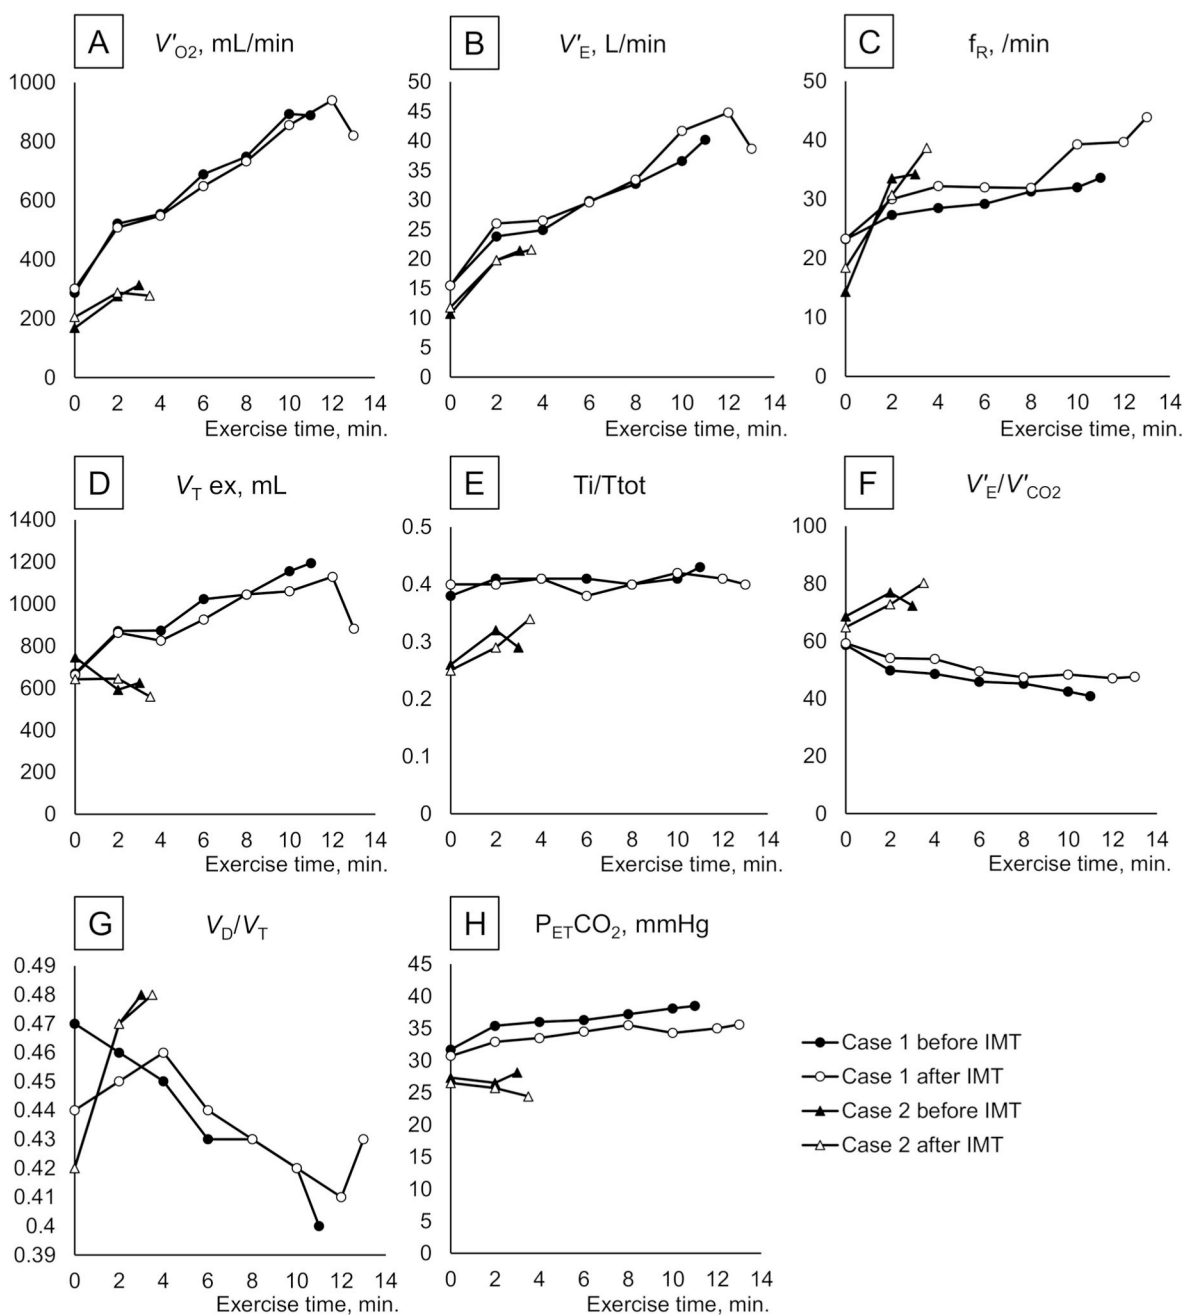 A
V′O2, mL/min
1000
800
600
400
200
0
0 2 4 6 8 10 12 14
Exercise time, min.
B
V′E, L/min
50
45
40
35
30
25
20
15
10
5
0
0 2 4 6 8 10 12 14
Exercise time, min.
C
fR, /min
50
40
30
20
10
0
0 2 4 6 8 10 12 14
Exercise time, min.
D
VT ex, mL
1400
1200
1000
800
600
400
200
0
0 2 4 6 8 10 12 14
Exercise time, min.
E
Ti/Ttot
0.5
0.4
0.3
0.2
0.1
0
0 2 4 6 8 10 12 14
Exercise time, min.
F
V′E/V′CO2
100
80
60
40
20
0
0 2 4 6 8 10 12 14
Exercise time, min.
G
VD/VT
0.49
0.48
0.47
0.46
0.45
0.44
0.43
0.42
0.41
0.4
0.39
0 2 4 6 8 10 12 14
Exercise time, min.
H
PETCO2, mmHg
45
40
35
30
25
20
15
10
5
0
0 2 4 6 8 10 12 14
Exercise time, min.
Case 1 before IMT
Case 1 after IMT
Case 2 before IMT
Case 2 after IMT